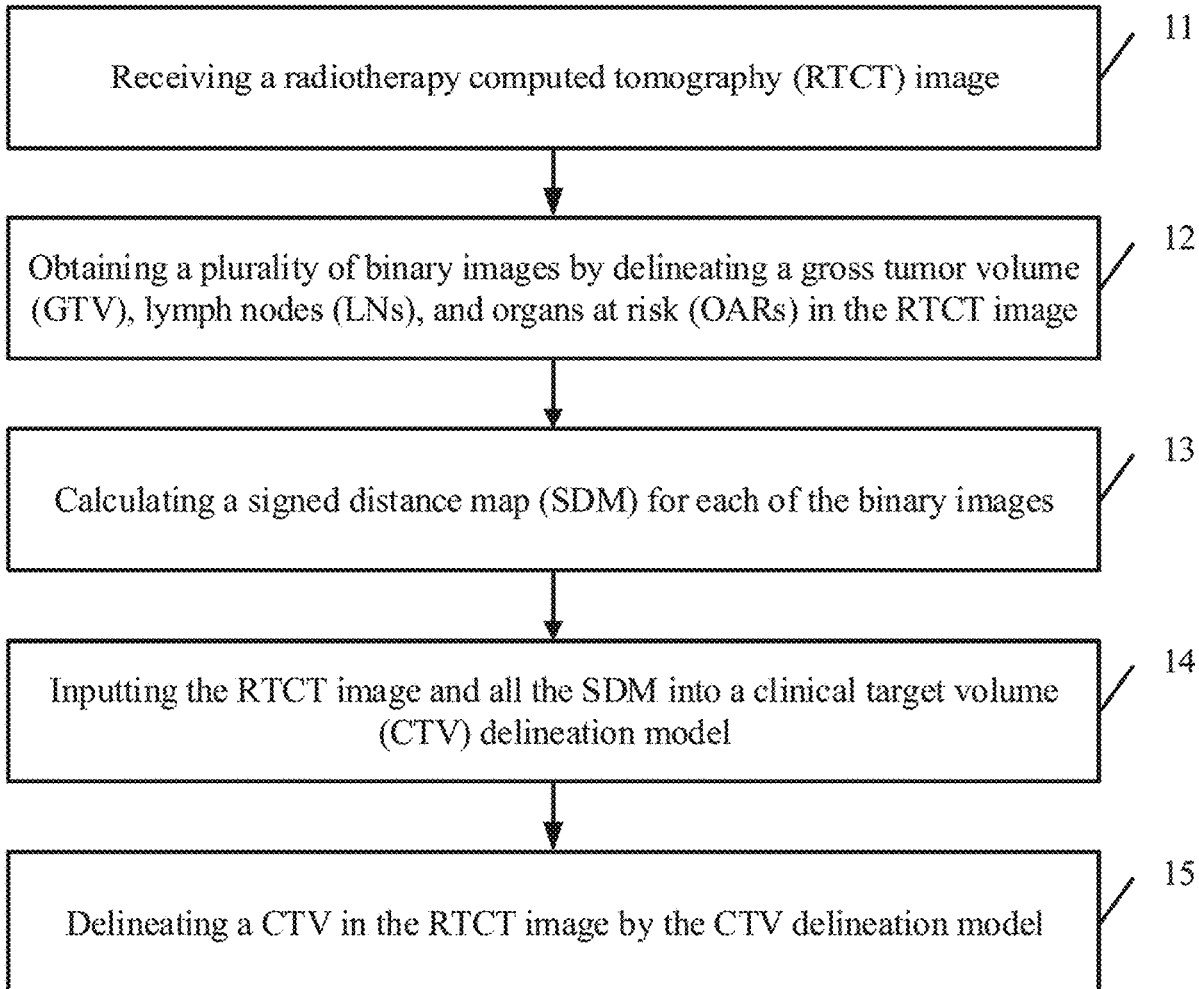 11
Receiving a radiotherapy computed tomography (RTCT) image
12
Obtaining a plurality of binary images by delineating a gross tumor volume
(GTV), lymph nodes (LNs), and organs at risk (OARs) in the RTCT image
13
Calculating a signed distance map (SDM) for each of the binary images
14
Inputting the RTCT image and all the SDM into a clinical target volume
(CTV) delineation model
15
Delineating a CTV in the RTCT image by the CTV delineation model